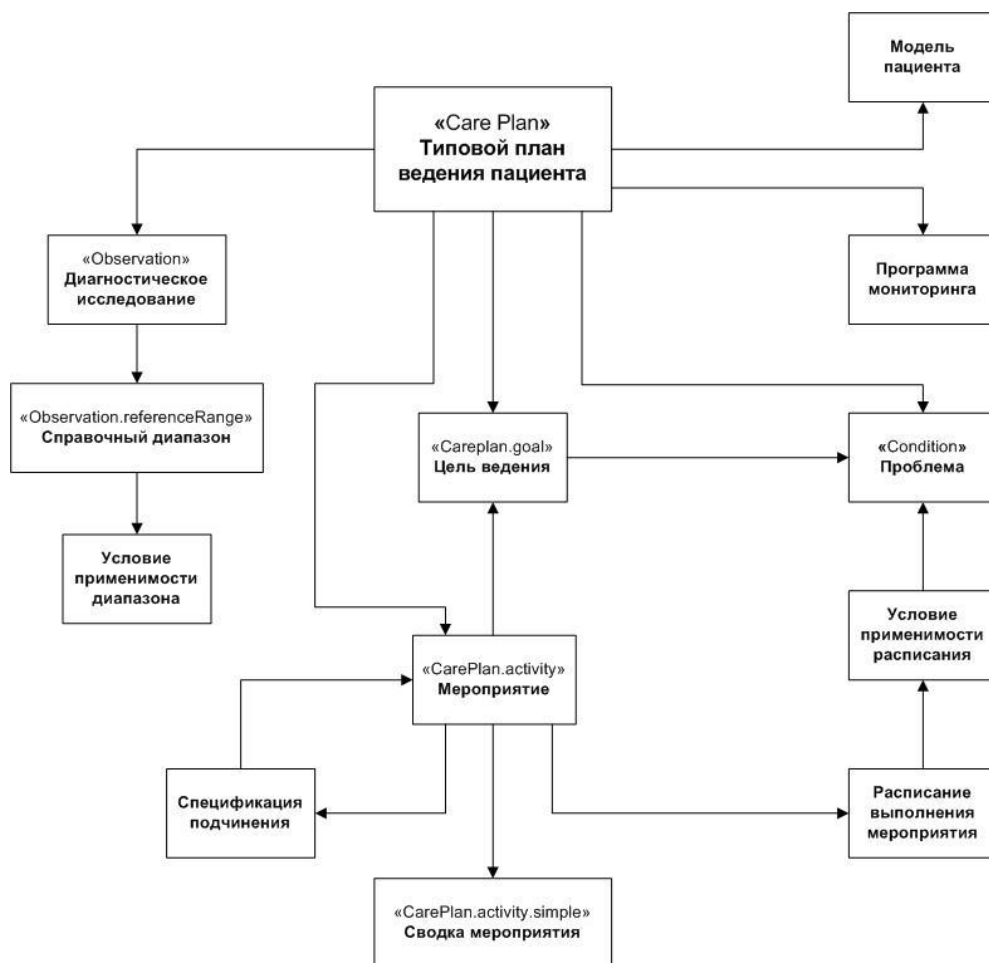 Модель
пациента
«Care Plan»
Типовой план
ведения пациента
«Observation»
Диагностическое
исследование
Программа
мониторинга
«Observation.referenceRange»
Справочный диапазон
«Careplan.goal»
Цель ведения
«Condition»
Проблема
Условие
применимости
диапазона
Условие
применимости
расписания
«CarePlan.activity»
Мероприятие
Спецификация
подчинения
Расписание
выполнения
мероприятия
«CarePlan.activity.simple»
Сводка мероприятия